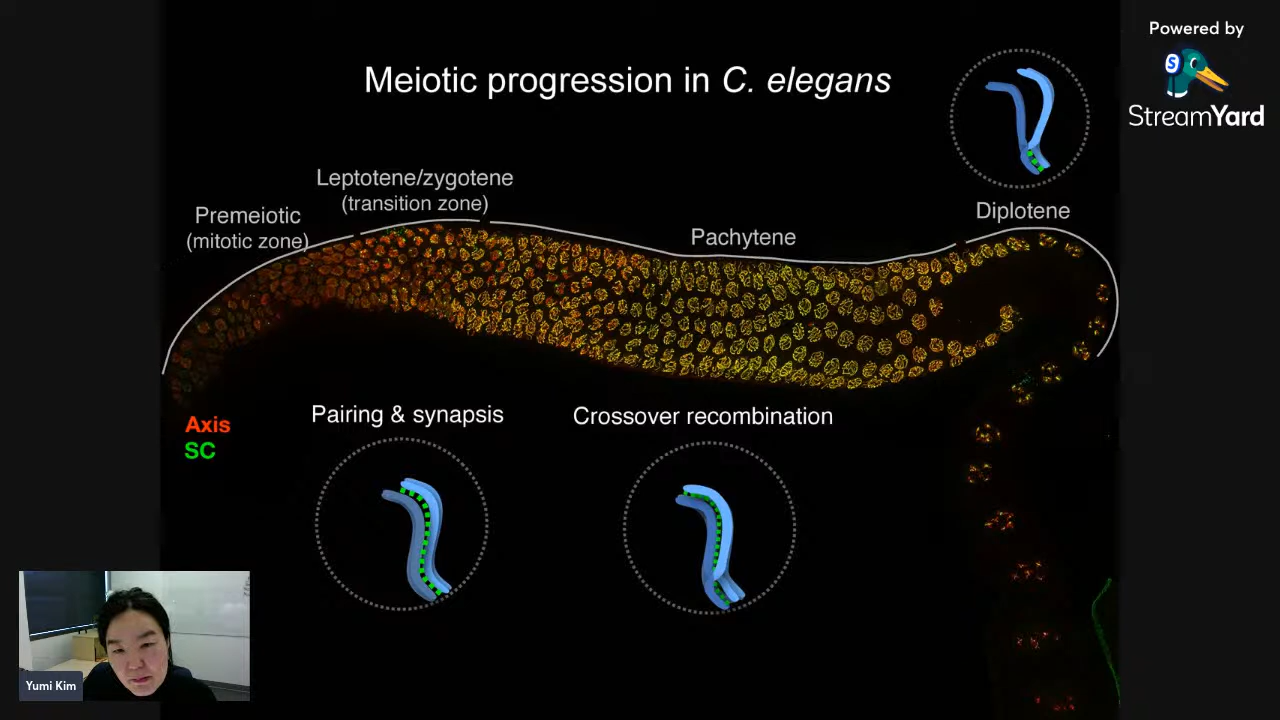 Powered by
StreamYard
Meiotic progression in C. elegans
Leptotene/zygotene
(transition zone)
Premeiotic
(mitotic zone)
Pachytene
Diplotene
Axis
SC
Pairing & synapsis
Crossover recombination
Yumi Kim
S